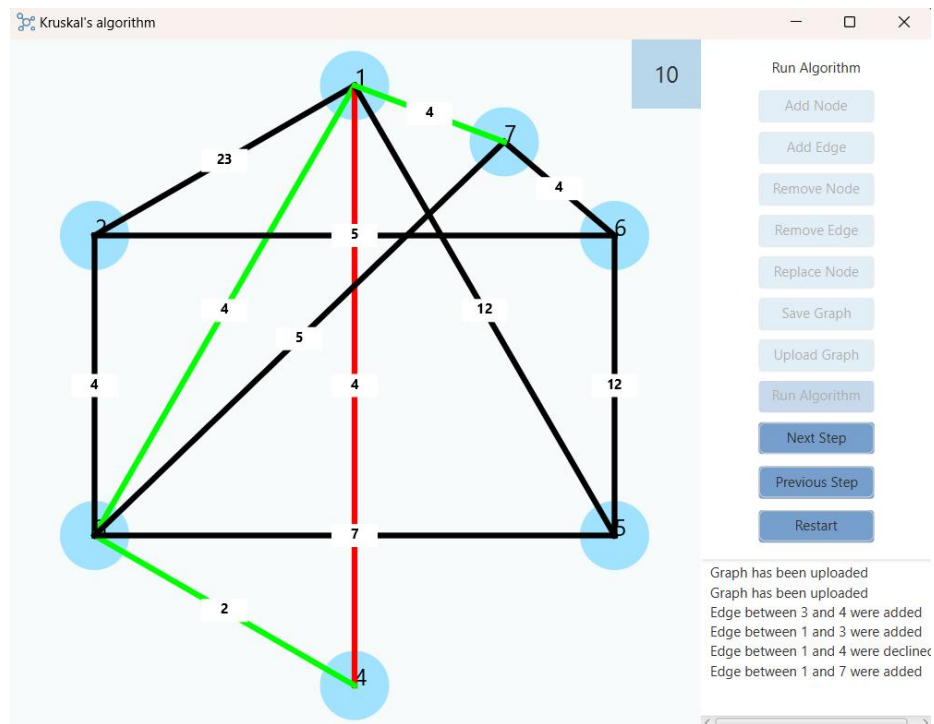 Kruskal's algorithm
10
Run Algorithm
Add Node
Add Edge
Remove Node
Remove Edge
Replace Node
Save Graph
Upload Graph
Run Algorithm
Next Step
Previous Step
Restart
1
4
7
23
4
2
5
6
4
12
5
4
4
12
7
5
2
4
Graph has been uploaded
Graph has been uploaded
Edge between 3 and 4 were added
Edge between 1 and 3 were added
Edge between 1 and 4 were declined
Edge between 1 and 7 were added